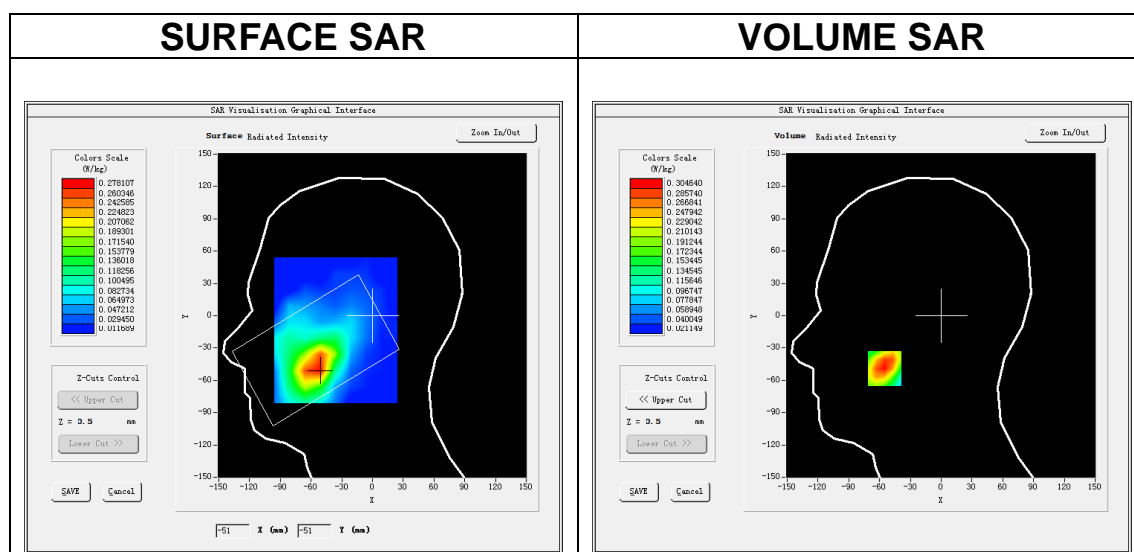 SURFACE SAR
VOLUME SAR
SAR Visualisation Graphical Interface
Surface Radiated Intensity
Zoom In/Out
Colors Scale
(W/kg)
0.278107
0.260346
0.242585
0.224823
0.207062
0.189301
0.171540
0.153779
0.136018
0.118256
0.100495
0.082734
0.064973
0.047212
0.029450
0.011689
Z-Cuts Control
<< Upper Cut
Z = 0.5 mm
Lower Cut >>
SAVE Cancel
150
120
90
60
30
0
-30
-60
-90
-120
-150
Y
-150 -120 -90 -60 -30 0 30 60 90 120 150
X
-51 X (mm) -51 Y (mm)
SAR Visualisation Graphical Interface
Volume Radiated Intensity
Zoom In/Out
Colors Scale
(W/kg)
0.304640
0.285740
0.266841
0.247942
0.229042
0.210143
0.191244
0.172344
0.153445
0.134545
0.115646
0.096747
0.077847
0.058948
0.040049
0.021149
Z-Cuts Control
<< Upper Cut
Z = 0.5 mm
Lower Cut >>
SAVE Cancel
150
120
90
60
30
0
-30
-60
-90
-120
-150
Y
-150 -120 -90 -60 -30 0 30 60 90 120 150
X